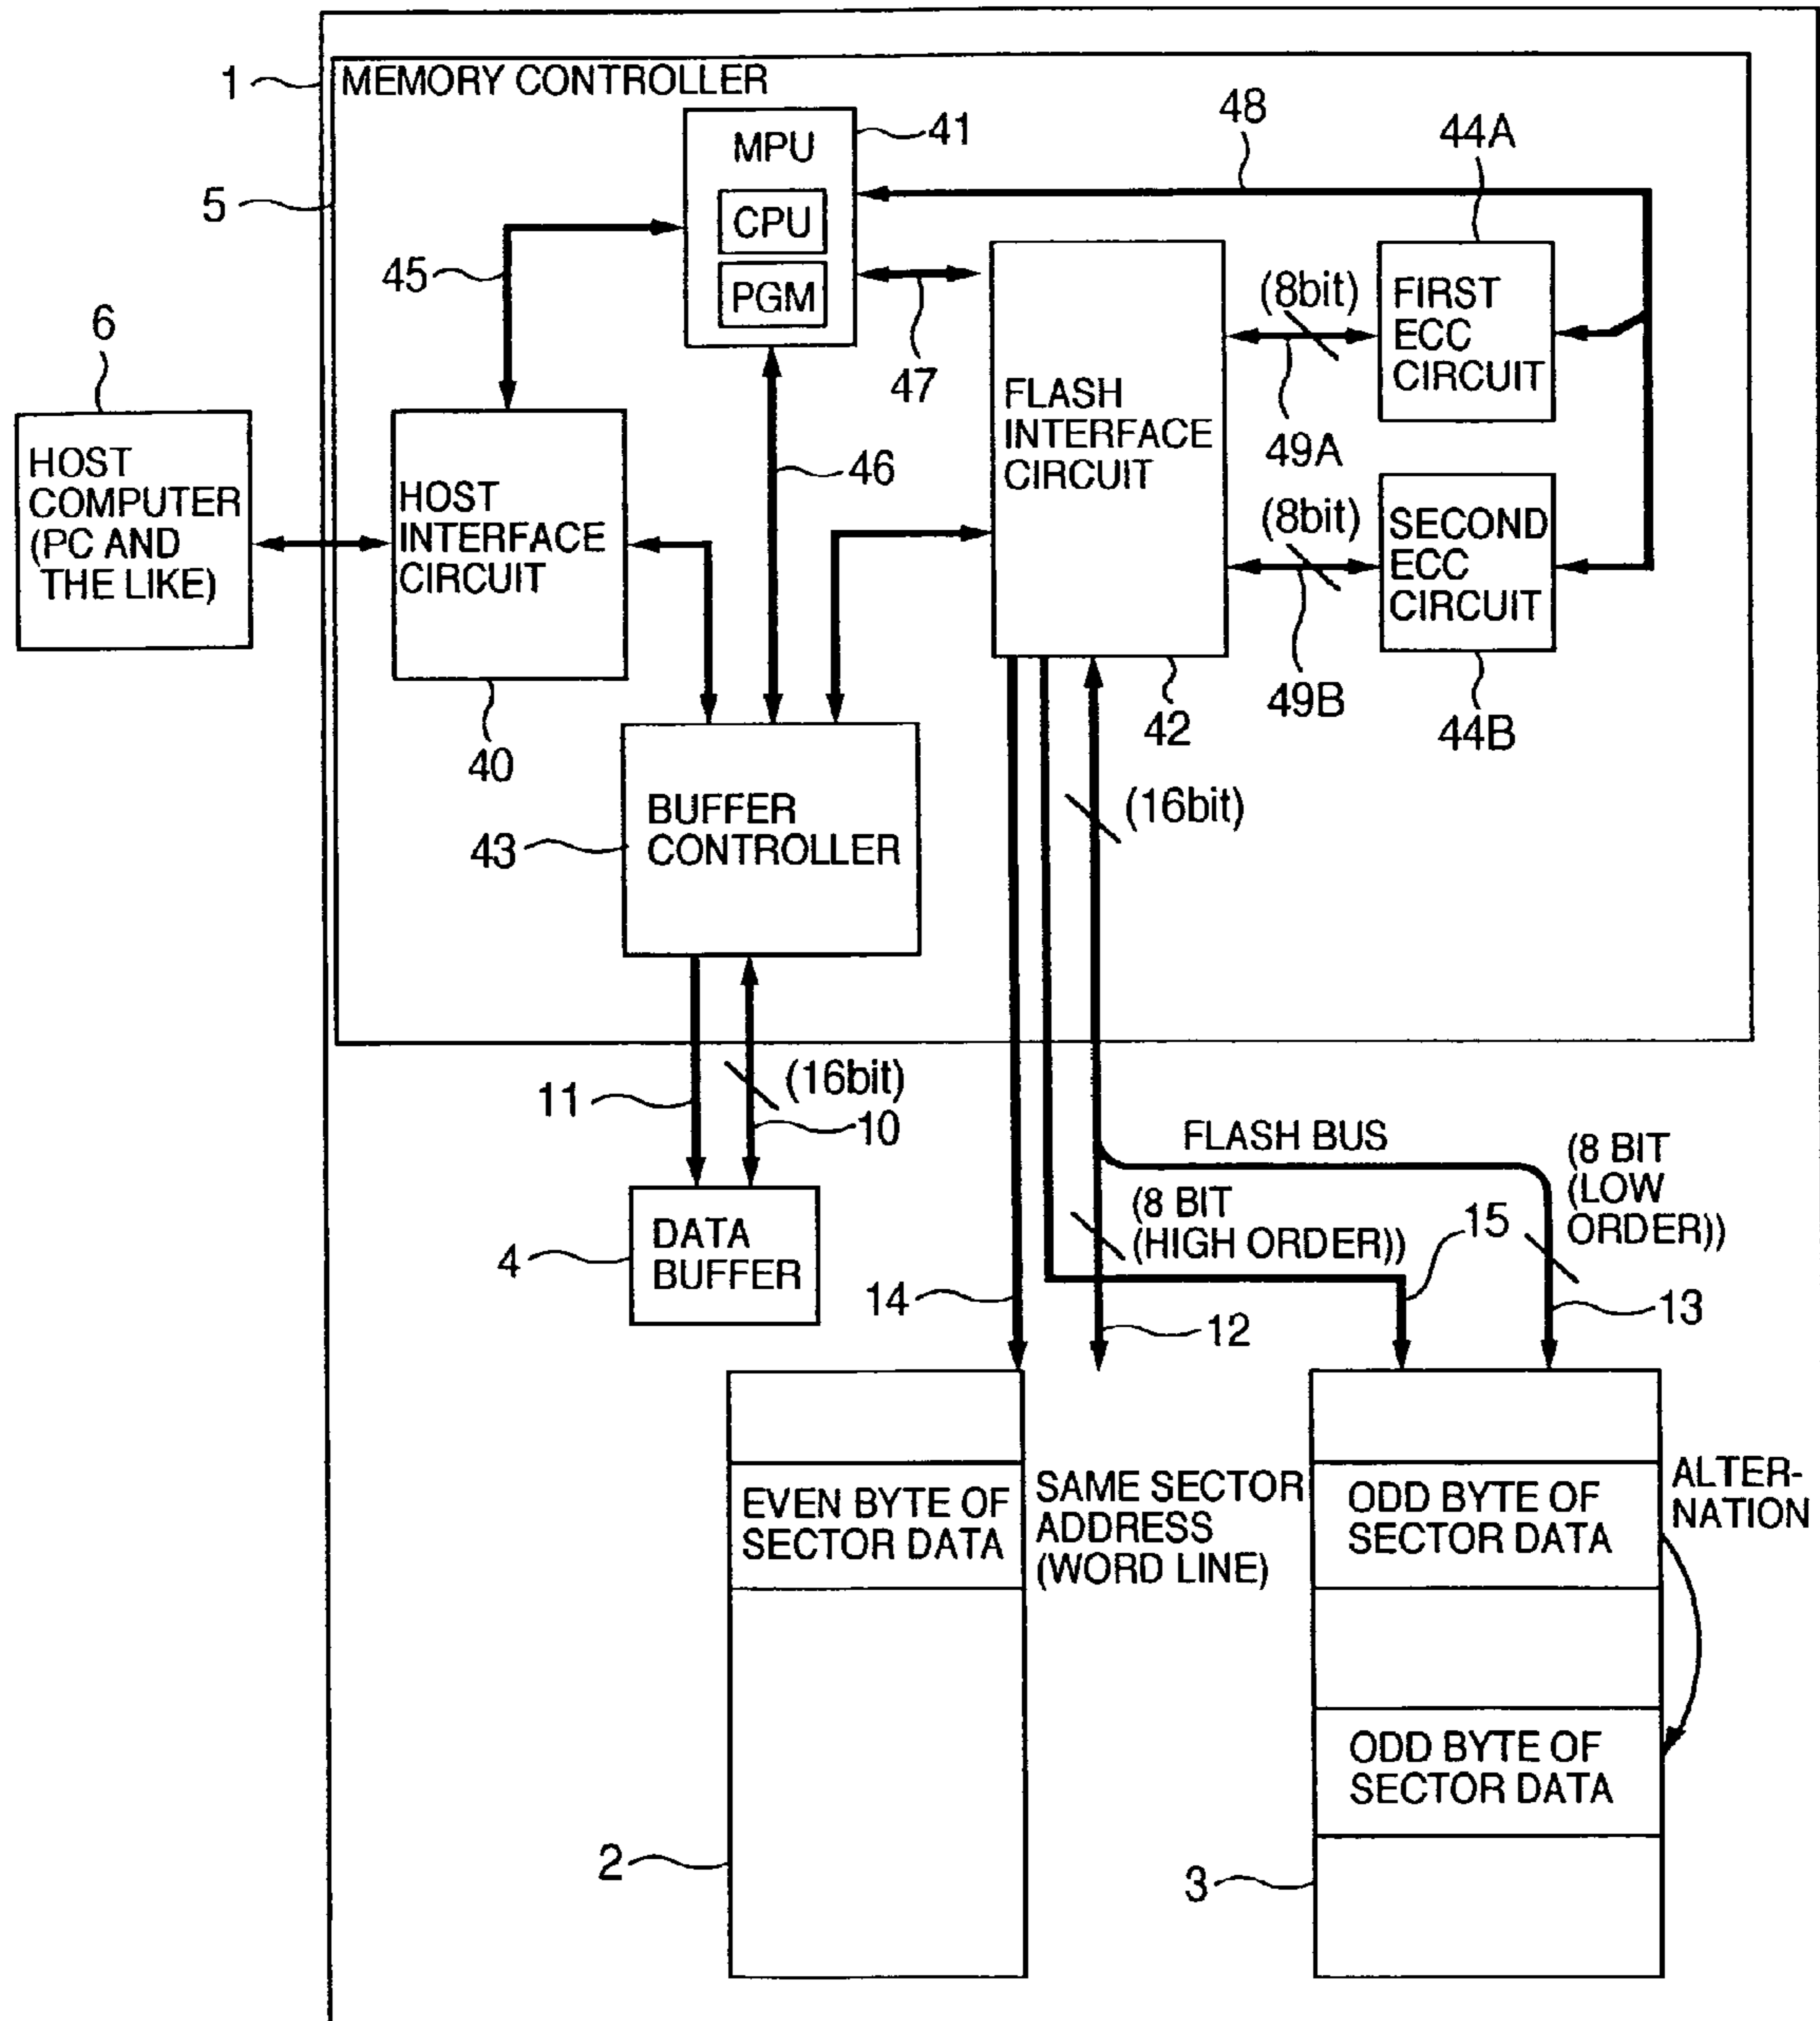 1
MEMORY CONTROLLER
5
MPU
41
CPU
PGM
48
44A
45
47
(8bit)
FIRST
ECC
CIRCUIT
49A
6
HOST
COMPUTER
(PC AND
THE LIKE)
HOST
INTERFACE
CIRCUIT
40
46
FLASH
INTERFACE
CIRCUIT
42
(8bit)
SECOND
ECC
CIRCUIT
49B
44B
43
BUFFER
CONTROLLER
(16bit)
11
(16bit)
10
4
DATA
BUFFER
FLASH BUS
(8 BIT
(HIGH ORDER))
(8 BIT
(LOW
ORDER))
15
14
12
13
EVEN BYTE OF
SECTOR DATA
SAME SECTOR
ADDRESS
(WORD LINE)
ODD BYTE OF
SECTOR DATA
ALTER-
NATION
ODD BYTE OF
SECTOR DATA
2
3